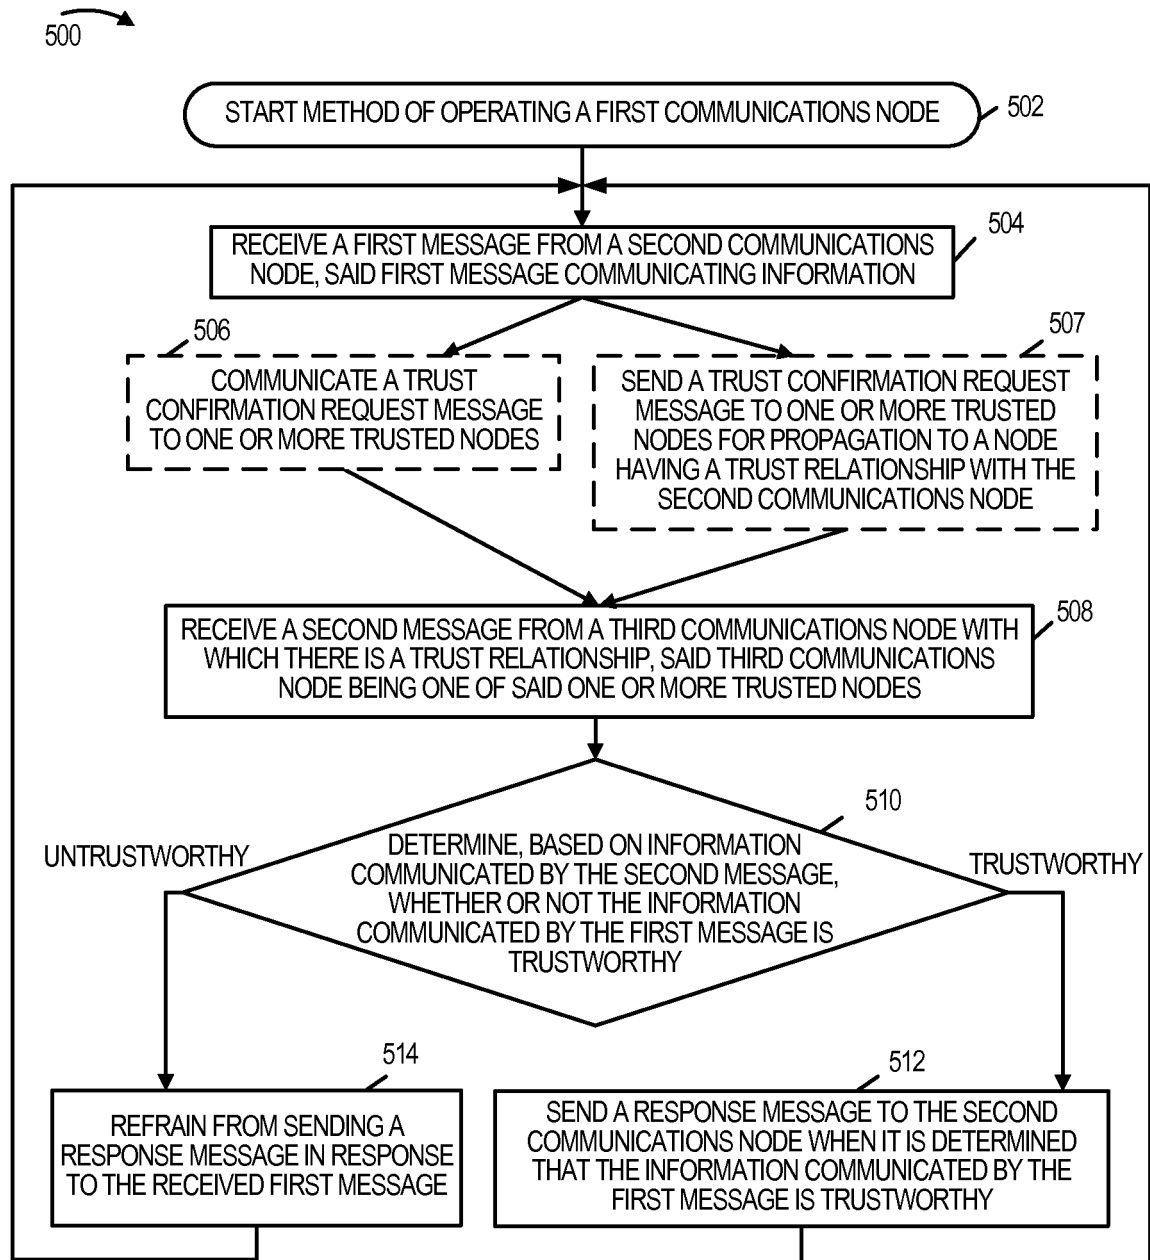 500
START METHOD OF OPERATING A FIRST COMMUNICATIONS NODE
502
504
RECEIVE A FIRST MESSAGE FROM A SECOND COMMUNICATIONS
NODE, SAID FIRST MESSAGE COMMUNICATING INFORMATION
506
COMMUNICATE A TRUST
CONFIRMATION REQUEST MESSAGE
TO ONE OR MORE TRUSTED NODES
507
SEND A TRUST CONFIRMATION REQUEST
MESSAGE TO ONE OR MORE TRUSTED
NODES FOR PROPAGATION TO A NODE
HAVING A TRUST RELATIONSHIP WITH THE
SECOND COMMUNICATIONS NODE
508
RECEIVE A SECOND MESSAGE FROM A THIRD COMMUNICATIONS NODE WITH
WHICH THERE IS A TRUST RELATIONSHIP, SAID THIRD COMMUNICATIONS
NODE BEING ONE OF SAID ONE OR MORE TRUSTED NODES
510
DETERMINE, BASED ON INFORMATION
COMMUNICATED BY THE SECOND MESSAGE,
WHETHER OR NOT THE INFORMATION
COMMUNICATED BY THE FIRST MESSAGE IS
TRUSTWORTHY
UNTRUSTWORTHY
TRUSTWORTHY
514
REFRAIN FROM SENDING A
RESPONSE MESSAGE IN RESPONSE
TO THE RECEIVED FIRST MESSAGE
512
SEND A RESPONSE MESSAGE TO THE SECOND
COMMUNICATIONS NODE WHEN IT IS DETERMINED
THAT THE INFORMATION COMMUNICATED BY THE
FIRST MESSAGE IS TRUSTWORTHY